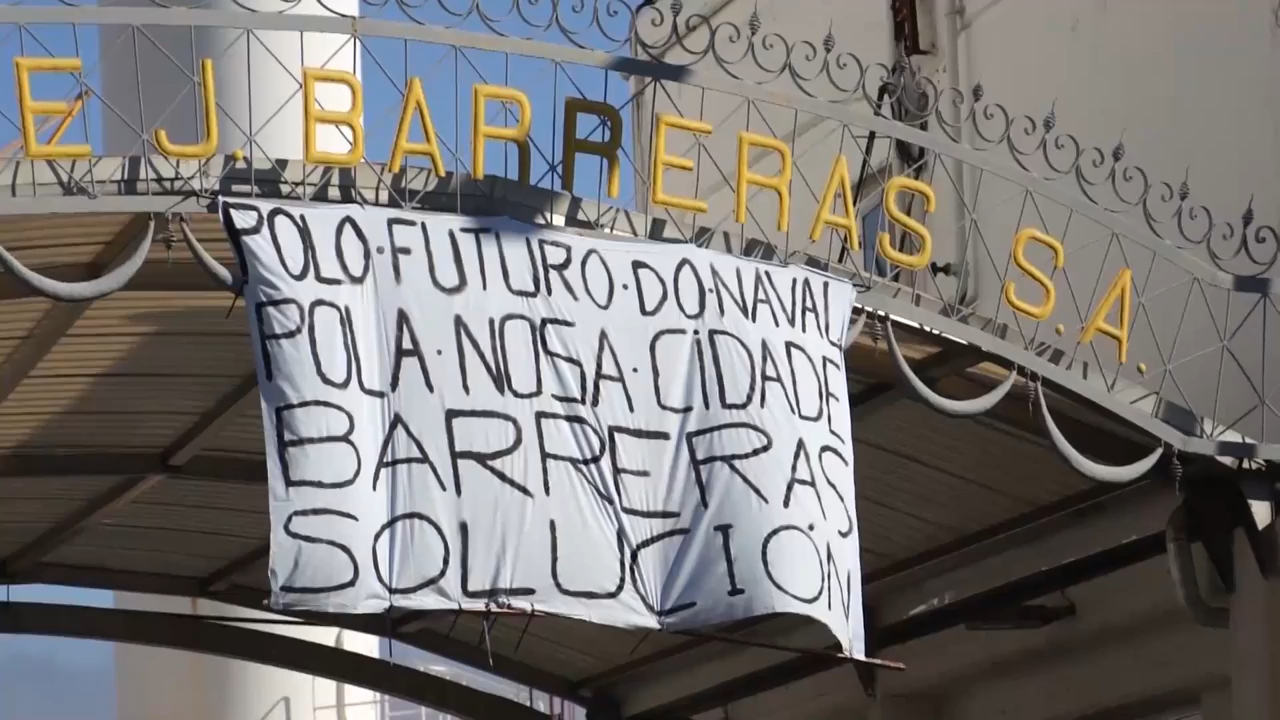 E J. BARRERAS S.A.
POLO·FUTURO·DO·NAVAL
POLA·NOSA·CiDADE
BARRERAS
SOLUCIÓN